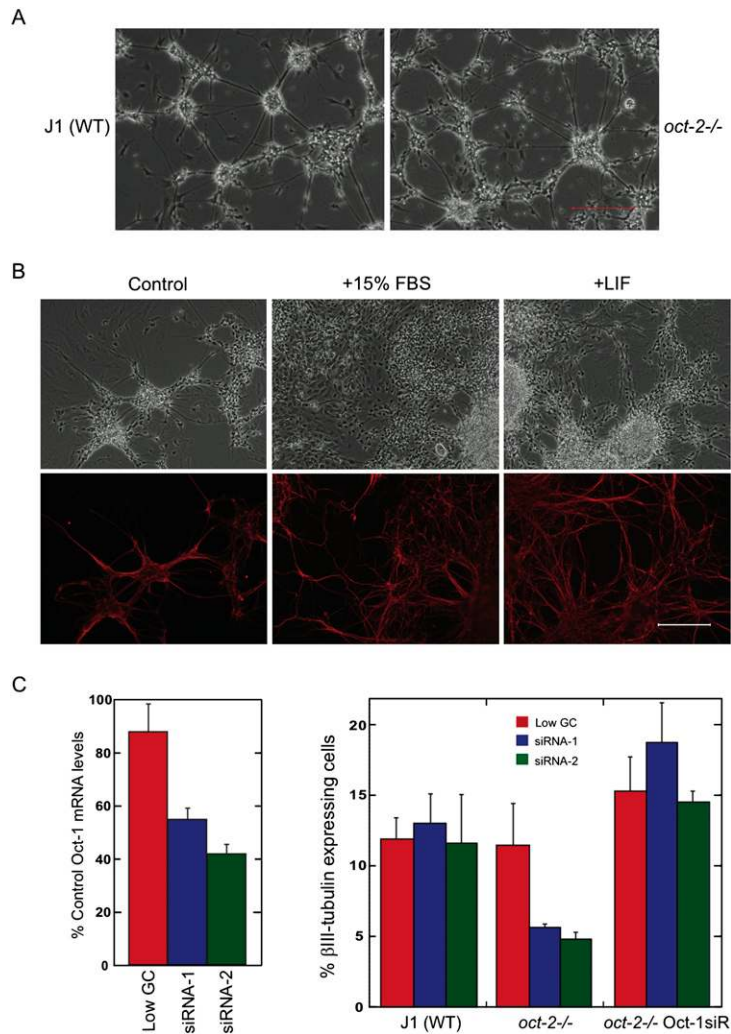 A
J1 (WT)
oct-2-/-
B
Control
+15% FBS
+LIF
C
% Control Oct-1 mRNA levels
100
80
60
40
20
0
Low GC
siRNA-1
siRNA-2
% βIII-tubulin expressing cells
20
15
10
5
0
Low GC
siRNA-1
siRNA-2
J1 (WT)
oct-2-/-
oct-2-/- Oct-1siR